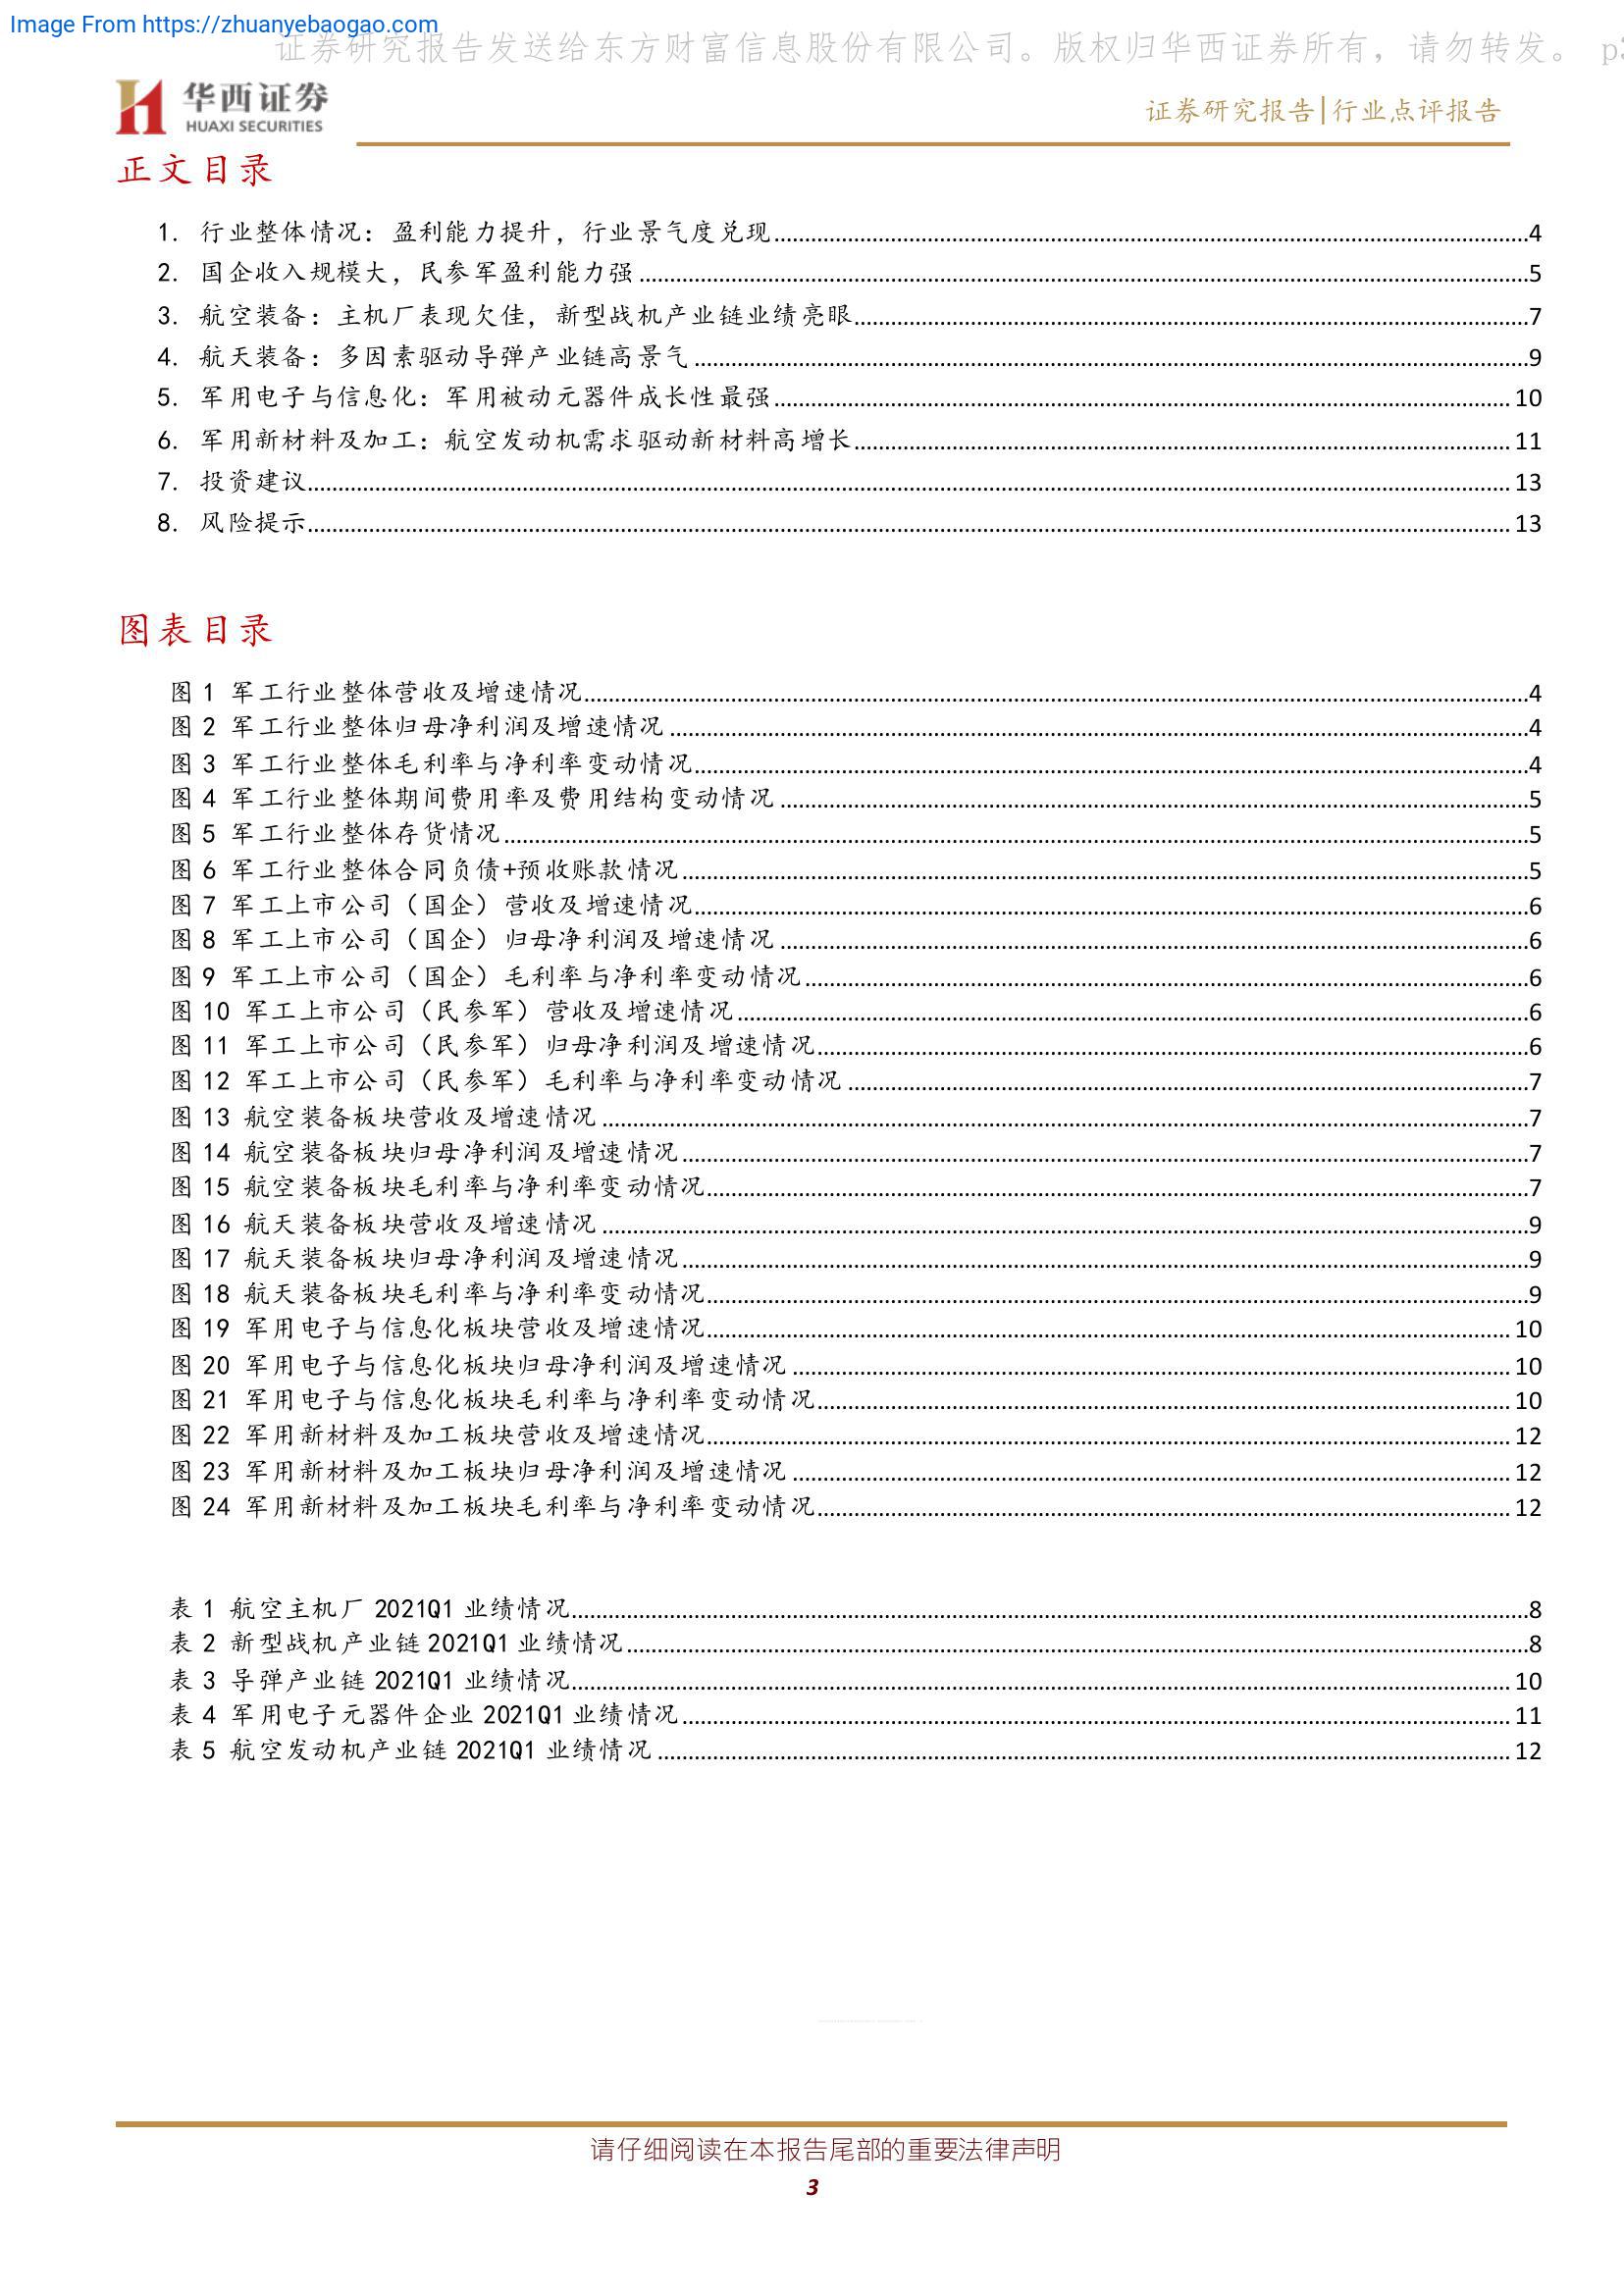 Image From https://zhuanyebaogao.com
证券研究报告发送给东方财富信息股份有限公司。版权归华西证券所有，请勿转发。 p3
华西证券
HUAXI SECURITIES
证券研究报告|行业点评报告
正文目录
1. 行业整体情况：盈利能力提升，行业景气度兑现....................4
2. 国企收入规模大，民参军盈利能力强....................5
3. 航空装备：主机厂表现欠佳，新型战机产业链业绩亮眼....................7
4. 航天装备：多因素驱动导弹产业链高景气....................9
5. 军用电子与信息化：军用被动元器件成长性最强....................10
6. 军用新材料及加工：航空发动机需求驱动新材料高增长....................11
7. 投资建议....................13
8. 风险提示....................13
图表目录
图 1 军工行业整体营收及增速情况....................4
图 2 军工行业整体归母净利润及增速情况....................4
图 3 军工行业整体毛利率与净利率变动情况....................4
图 4 军工行业整体期间费用率及费用结构变动情况....................5
图 5 军工行业整体存货情况....................5
图 6 军工行业整体合同负债+预收账款情况....................5
图 7 军工上市公司（国企）营收及增速情况....................6
图 8 军工上市公司（国企）归母净利润及增速情况....................6
图 9 军工上市公司（国企）毛利率与净利率变动情况....................6
图 10 军工上市公司（民参军）营收及增速情况....................6
图 11 军工上市公司（民参军）归母净利润及增速情况....................6
图 12 军工上市公司（民参军）毛利率与净利率变动情况....................7
图 13 航空装备板块营收及增速情况....................7
图 14 航空装备板块归母净利润及增速情况....................7
图 15 航空装备板块毛利率与净利率变动情况....................7
图 16 航天装备板块营收及增速情况....................9
图 17 航天装备板块归母净利润及增速情况....................9
图 18 航天装备板块毛利率与净利率变动情况....................9
图 19 军用电子与信息化板块营收及增速情况....................10
图 20 军用电子与信息化板块归母净利润及增速情况....................10
图 21 军用电子与信息化板块毛利率与净利率变动情况....................10
图 22 军用新材料及加工板块营收及增速情况....................12
图 23 军用新材料及加工板块归母净利润及增速情况....................12
图 24 军用新材料及加工板块毛利率与净利率变动情况....................12
表 1 航空主机厂 2021Q1 业绩情况....................8
表 2 新型战机产业链 2021Q1 业绩情况....................8
表 3 导弹产业链 2021Q1 业绩情况....................10
表 4 军用电子元器件企业 2021Q1 业绩情况....................11
表 5 航空发动机产业链 2021Q1 业绩情况....................12
请仔细阅读在本报告尾部的重要法律声明
3